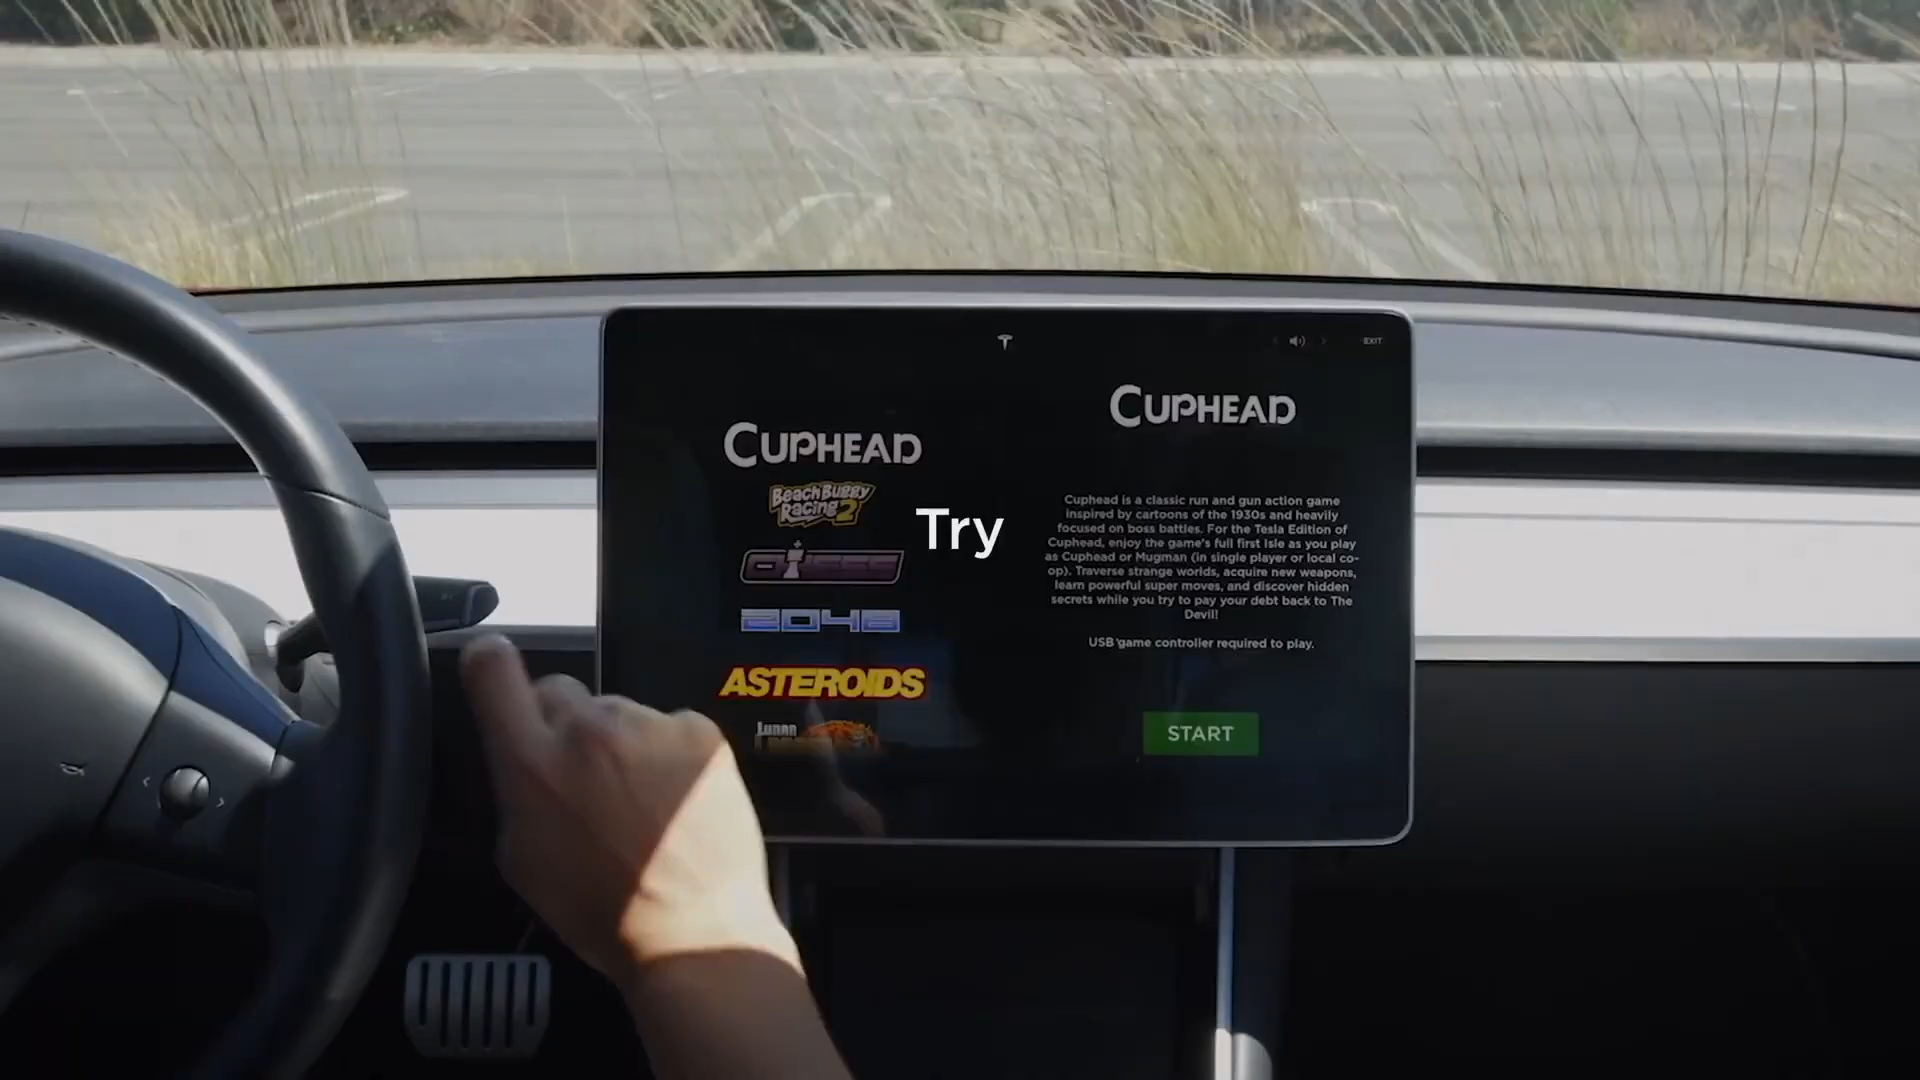 EXIT
CUPHEAD
Beach Buggy
Racing 2
CHESS
2048
ASTEROIDS
Lunar
Try
CUPHEAD
Cuphead is a classic run and gun action game
inspired by cartoons of the 1930s and heavily
focused on boss battles. For the Tesla Edition of
Cuphead, enjoy the game's full first Isle as you play
as Cuphead or Mugman (in single player or local co-
op). Traverse strange worlds, acquire new weapons,
learn powerful super moves, and discover hidden
secrets while you try to pay your debt back to The
Devil!
USB game controller required to play.
START